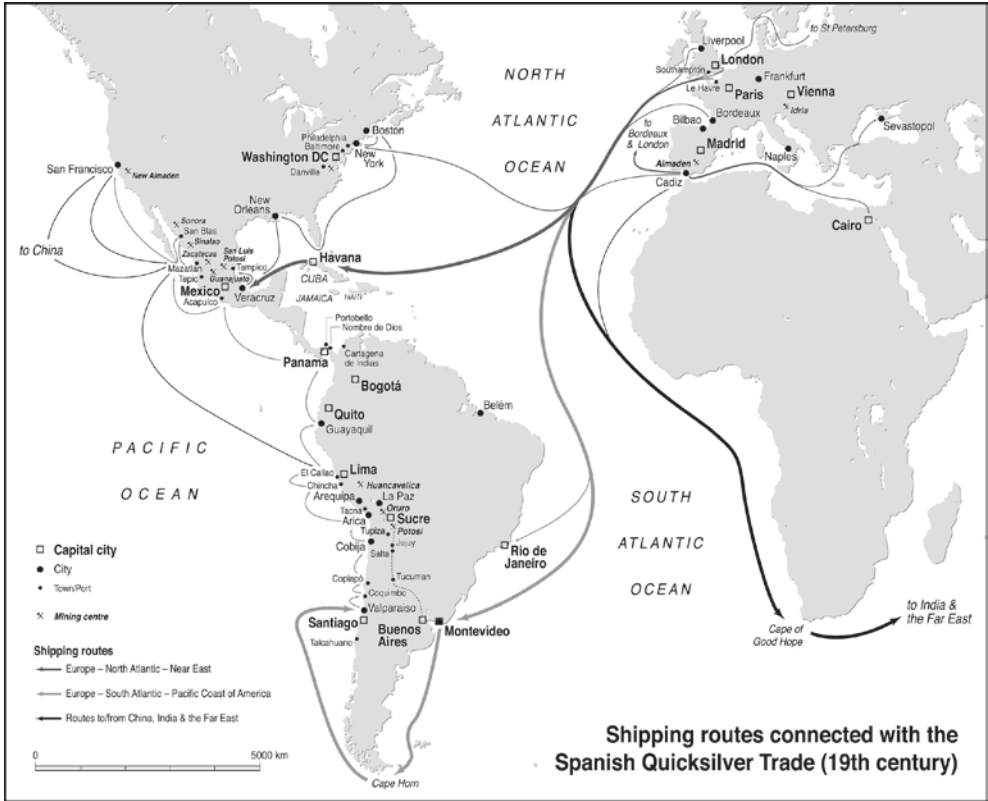 to St Petersburg
Liverpool
London
Southampton
Frankfurt
Le Havre
Paris
Vienna
Idria
NORTH
ATLANTIC
OCEAN
Bordeaux
Bilbao
to
Bordeaux
& London
Madrid
Almaden
Cadiz
Naples
Sevastopol
Cairo
Boston
Philadelphia
Baltimore
New
York
Washington DC
Danville
San Francisco
New Almaden
New
Orleans
to China
Sonora
San Blas
Sinaloa
Zacatecas
San Luis
Potosi
Mazatlan
Tampico
Tepic
Guanajuato
Mexico
Acapulco
Veracruz
Havana
CUBA
JAMAICA
HAITI
Portobello
Nombre de Dios
Panama
Cartagena
de Indias
Bogotá
Quito
Guayaquil
Belém
PACIFIC
OCEAN
El Callao
Lima
Chincha
Huancavelica
Arequipa
La Paz
Tacna
Oruro
Arica
Sucre
Tupiza
Potosi
Cobija
Jujuy
Salta
Copiapó
Tucuman
Coquimbo
Valparaiso
Santiago
Buenos
Aires
Montevideo
Talcahuano
Rio de
Janeiro
SOUTH
ATLANTIC
OCEAN
Cape of
Good Hope
to India &
the Far East
Cape Horn
Capital city
City
Town/Port
Mining centre
Shipping routes
Europe – North Atlantic – Near East
Europe – South Atlantic – Pacific Coast of America
Routes to/from China, India & the Far East
0 5000 km
Shipping routes connected with the
Spanish Quicksilver Trade (19th century)